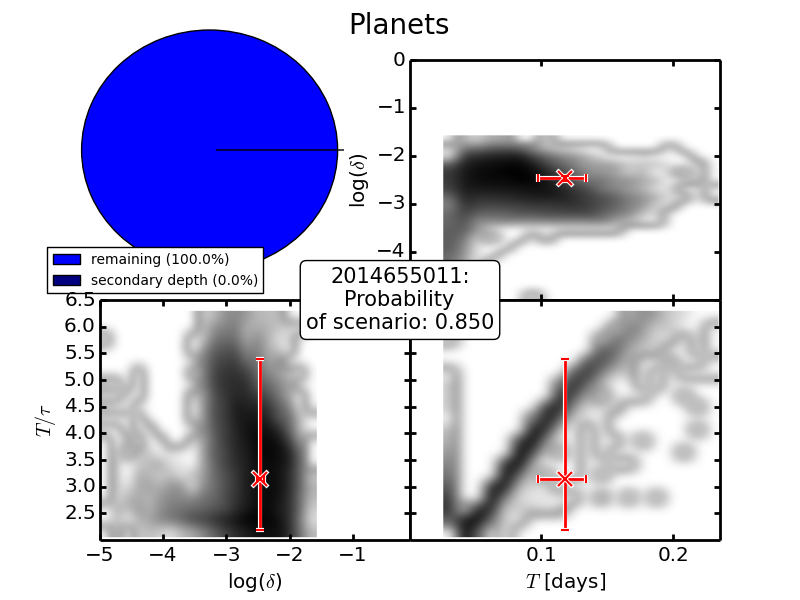 Planets
remaining (100.0%)
secondary depth (0.0%)
0
−1
−2
−3
−4
log(δ)
2014655011:
Probability
of scenario: 0.850
6.5
6.0
5.5
5.0
4.5
4.0
3.5
3.0
2.5
T/τ
−5
−4
−3
−2
−1
log(δ)
0.1
0.2
T [days]